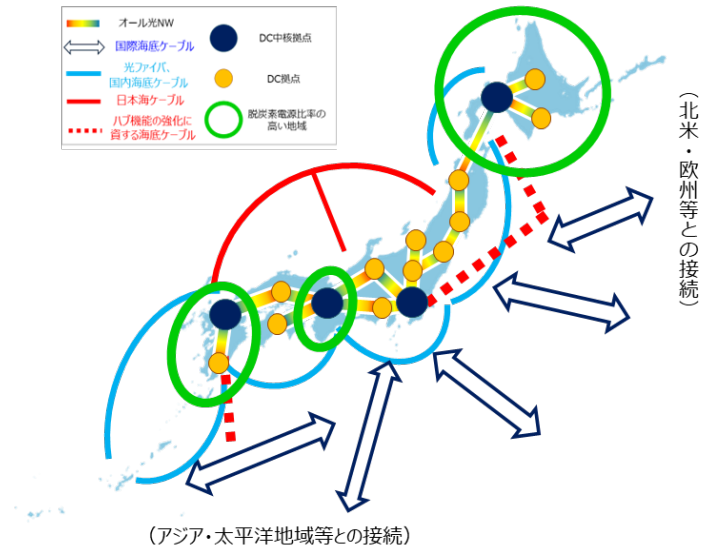 オール光NW
国際海底ケーブル
光ファイバ、
国内海底ケーブル
日本海ケーブル
ハブ機能の強化に
資する海底ケーブル
DC中核拠点
DC拠点
脱炭素電源比率の
高い地域
（北米・欧州等との接続）
（アジア・太平洋地域等との接続）